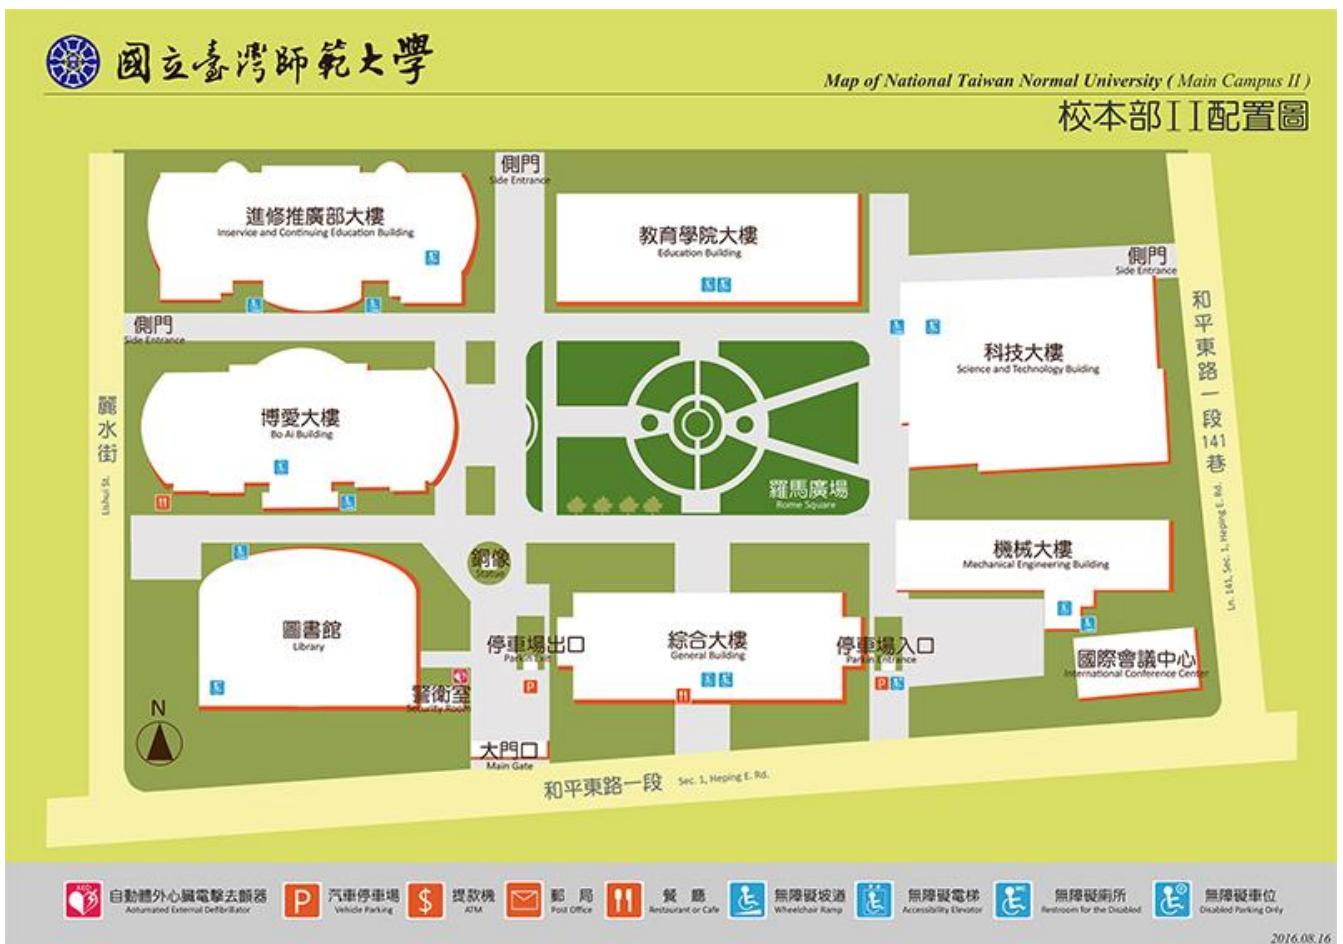 國立臺灣師範大學
Map of National Taiwan Normal University ( Main Campus II )
校本部II配置圖
側門
Side Entrance
進修推廣部大樓
Inservice and Continuing Education Building
教育學院大樓
Education Building
側門
Side Entrance
側門
Side Entrance
科技大樓
Science and Technology Buiding
和平東路一段141巷
Ln. 141, Sec. 1, Heping E. Rd.
麗水街
Lishui St.
博愛大樓
Bo Ai Building
羅馬廣場
Rome Square
銅像
Statue
機械大樓
Mechanical Engineering Building
圖書館
Library
停車場出口
Parkin Exit
綜合大樓
General Building
停車場入口
Parkin Entrance
國際會議中心
International Conference Center
警衛室
Security Room
P
P
N
大門口
Main Gate
和平東路一段 Sec. 1, Heping E. Rd.
AED
自動體外心臟電擊去顫器
Automated External Defibrillator
P
汽車停車場
Vehicle Parking
$
提款機
ATM
郵局
Post Office
餐廳
Restaurant or Cafe
無障礙坡道
Wheelchair Ramp
無障礙電梯
Accessibility Elevator
無障礙廁所
Restroom for the Disabled
無障礙車位
Disabled Parking Only
2016.08.16